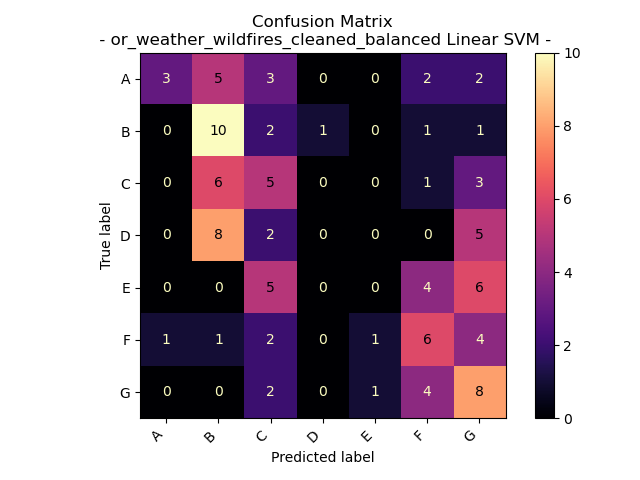 Confusion Matrix
- or_weather_wildfires_cleaned_balanced Linear SVM -
A 3 5 3 0 0 2 2
B 0 10 2 1 0 1 1
C 0 6 5 0 0 1 3
D 0 8 2 0 0 0 5
E 0 0 5 0 0 4 6
F 1 1 2 0 1 6 4
G 0 0 2 0 1 4 8
A B C D E F G
Predicted label
True label
10
8
6
4
2
0